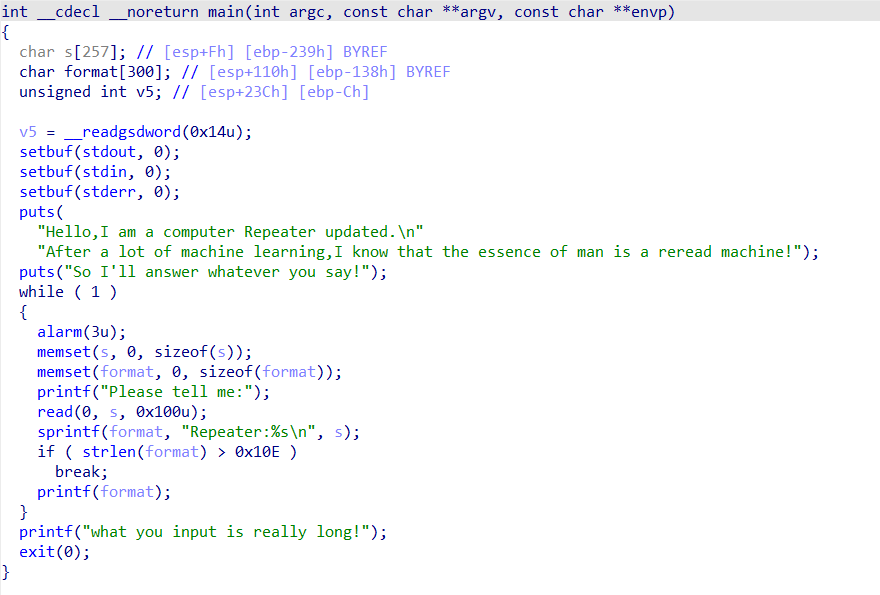 int __cdecl __noreturn main(int argc, const char **argv, const char **envp)
{
  char s[257]; // [esp+Fh] [ebp-239h] BYREF
  char format[300]; // [esp+110h] [ebp-138h] BYREF
  unsigned int v5; // [esp+23Ch] [ebp-Ch]

  v5 = __readgsdword(0x14u);
  setbuf(stdout, 0);
  setbuf(stdin, 0);
  setbuf(stderr, 0);
  puts(
    "Hello,I am a computer Repeater updated.\n"
    "After a lot of machine learning,I know that the essence of man is a reread machine!");
  puts("So I'll answer whatever you say!");
  while ( 1 )
  {
    alarm(3u);
    memset(s, 0, sizeof(s));
    memset(format, 0, sizeof(format));
    printf("Please tell me:");
    read(0, s, 0x100u);
    sprintf(format, "Repeater:%s\n", s);
    if ( strlen(format) > 0x10E )
      break;
    printf(format);
  }
  printf("what you input is really long!");
  exit(0);
}